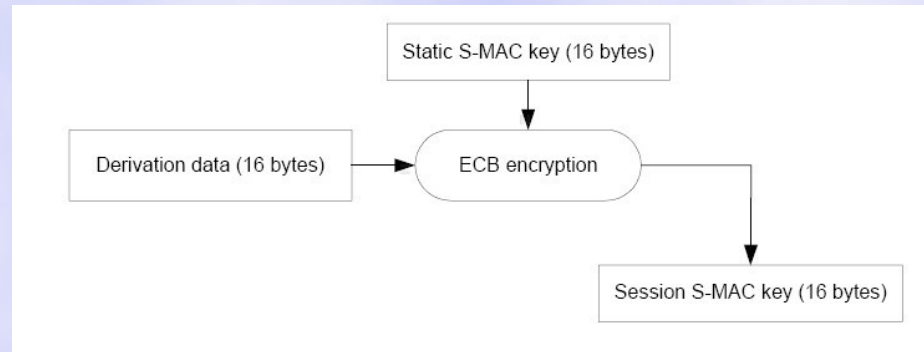 Static S-MAC key (16 bytes)
Derivation data (16 bytes)
ECB encryption
Session S-MAC key (16 bytes)